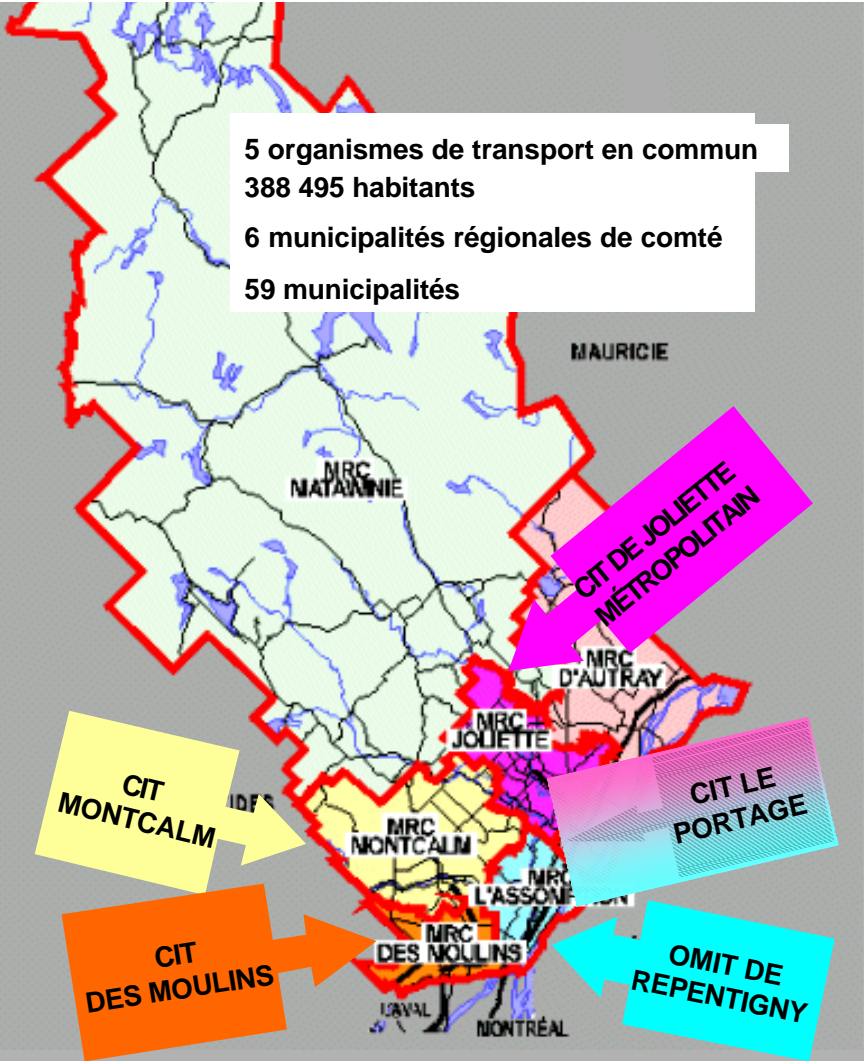 5 organismes de transport en commun
388 495 habitants
6 municipalités régionales de comté
59 municipalités
MAURICIE
MRC
MATAWINIE
CIT DE JOLIETTE
MÉTROPOLITAIN
MRC
D'AUTRAY
MRC
JOLIETTE
CIT
MONTCALM
CIT LE
PORTAGE
MRC
MONTCALM
MRC
CIT
DES MOULINS
MRC
DES MOULINS
OMIT DE
REPENTIGNY
LAVAL
MONTRÉAL